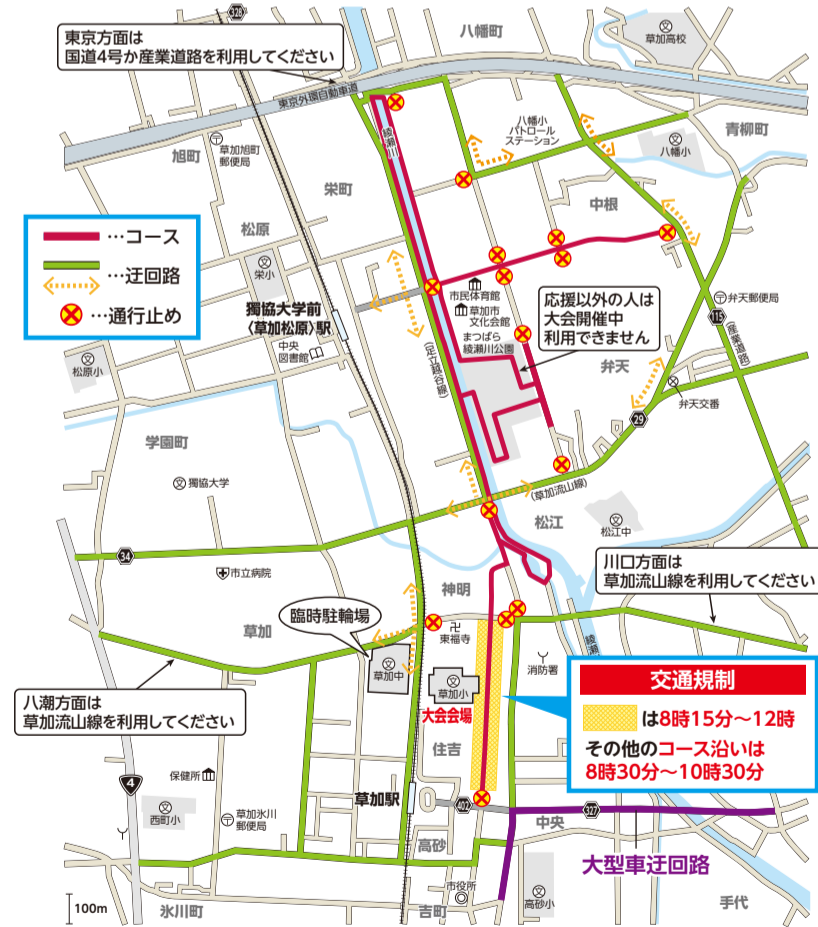 328
八幡町
草加高校
東京方面は
国道4号か産業道路を利用してください
東京外環自動車道
綾瀬川
八幡小
パトロール
ステーション
青柳町
八幡小
草加旭町
郵便局
旭町
栄町
中根
松原
…コース
…迂回路
…通行止め
栄小
獨協大学前
〈草加松原〉駅
市民体育館
草加市
文化会館
まつばら
綾瀬川公園
応援以外の人は
大会開催中
利用できません
弁天郵便局
115
(産業道路)
中央
図書館
松原小
(足立越谷線)
弁天
弁天交番
29
学園町
獨協大学
(草加流山線)
松江
松江中
34
市立病院
川口方面は
草加流山線を利用してください
神明
臨時駐輪場
草加
東福寺
消防署
綾瀬
草加中
草加小
大会会場
交通規制
は8時15分～12時
その他のコース沿いは
8時30分～10時30分
八潮方面は
草加流山線を利用してください
住吉
4
保健所
草加駅
西町小
草加氷川
郵便局
402
327
中央
高砂
大型車迂回路
市役所
高砂小
手代
100m
氷川町
吉町